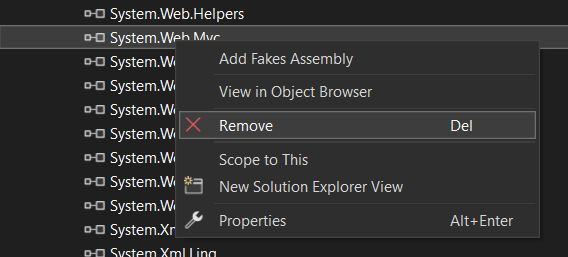 System.Web.Helpers
System.Web.Mvc
System.We
Add Fakes Assembly
System.We
View in Object Browser
System.We
Remove Del
System.We
System.We
Scope to This
System.We
New Solution Explorer View
System.We
Properties Alt+Enter
System.Xm
System.Xml.Linq